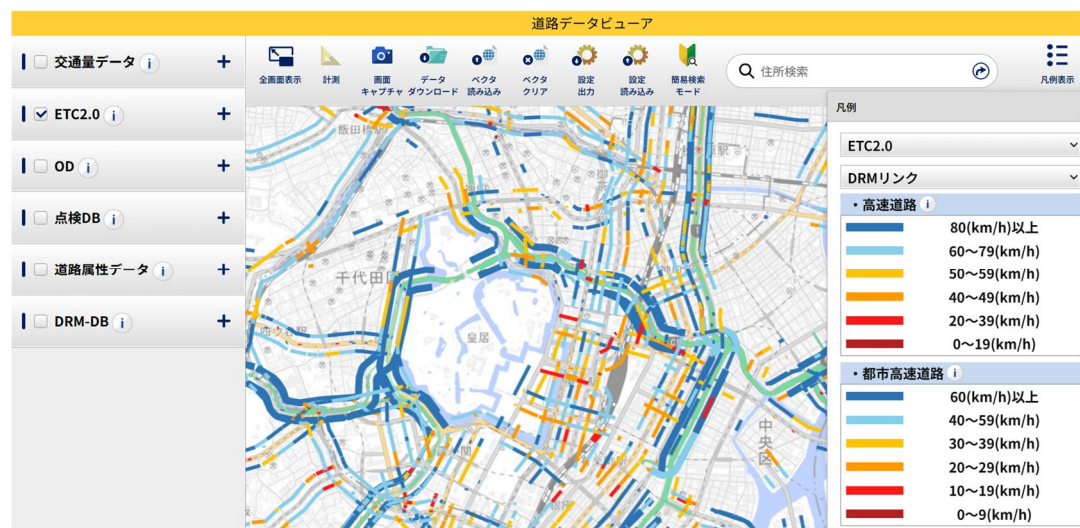 道路データビューア
交通量データ i +
ETC2.0 i +
OD i +
点検DB i +
道路属性データ i +
DRM-DB i +
全画面表示
計測
画面
キャプチャ
データ
ダウンロード
ベクタ
読み込み
ベクタ
クリア
設定
出力
設定
読み込み
簡易検索
モード
住所検索
凡例表示
千代田
皇居
中央区
凡例
ETC2.0
DRMリンク
・高速道路 i
80(km/h)以上
60～79(km/h)
50～59(km/h)
40～49(km/h)
20～39(km/h)
0～19(km/h)
・都市高速道路 i
60(km/h)以上
40～59(km/h)
30～39(km/h)
20～29(km/h)
10～19(km/h)
0～9(km/h)